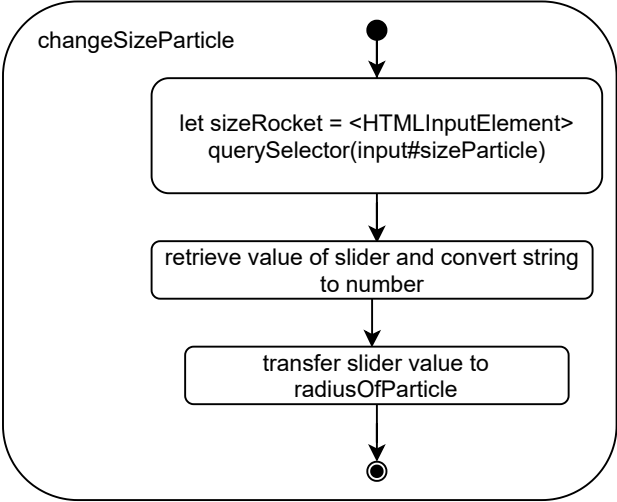 changeSizeParticle
let sizeRocket = <HTMLInputElement>
querySelector(input#sizeParticle)
retrieve value of slider and convert string
to number
transfer slider value to
radiusOfParticle